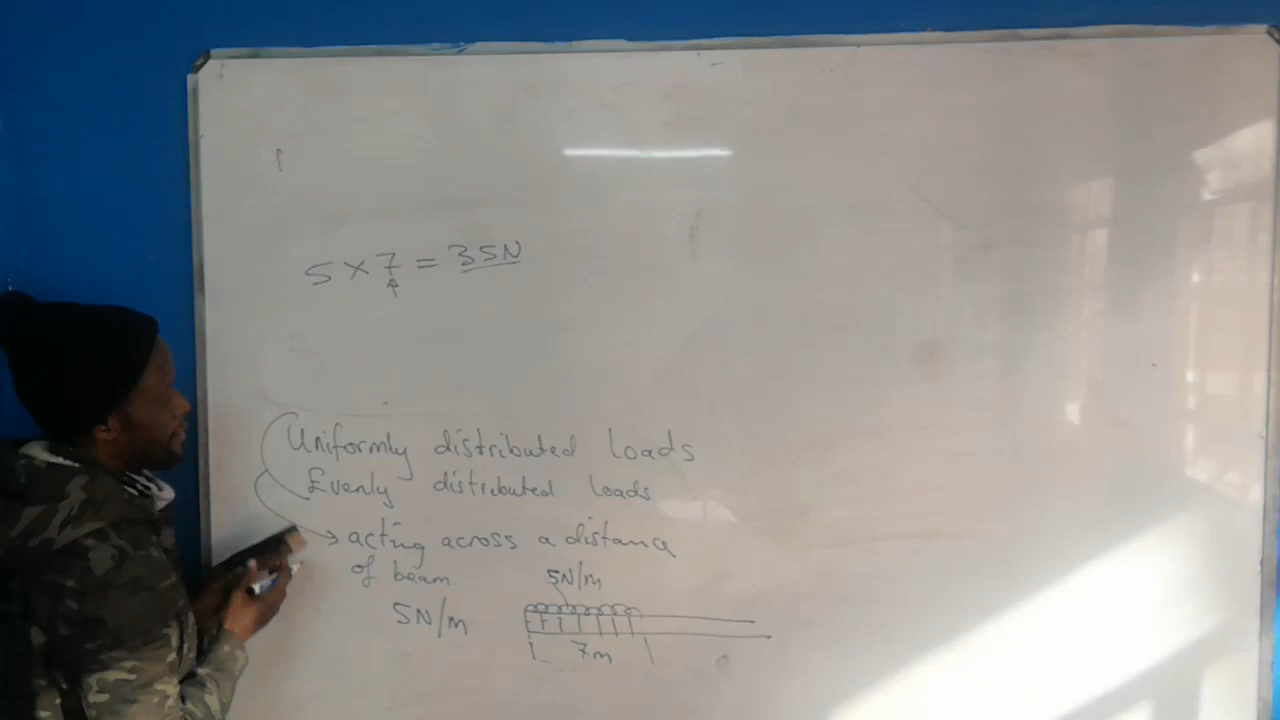 5 × 7 = 35N
Uniformly distributed loads
Evenly distributed loads
→ acting across a distance
of beam
5N/m
5N/m
7m